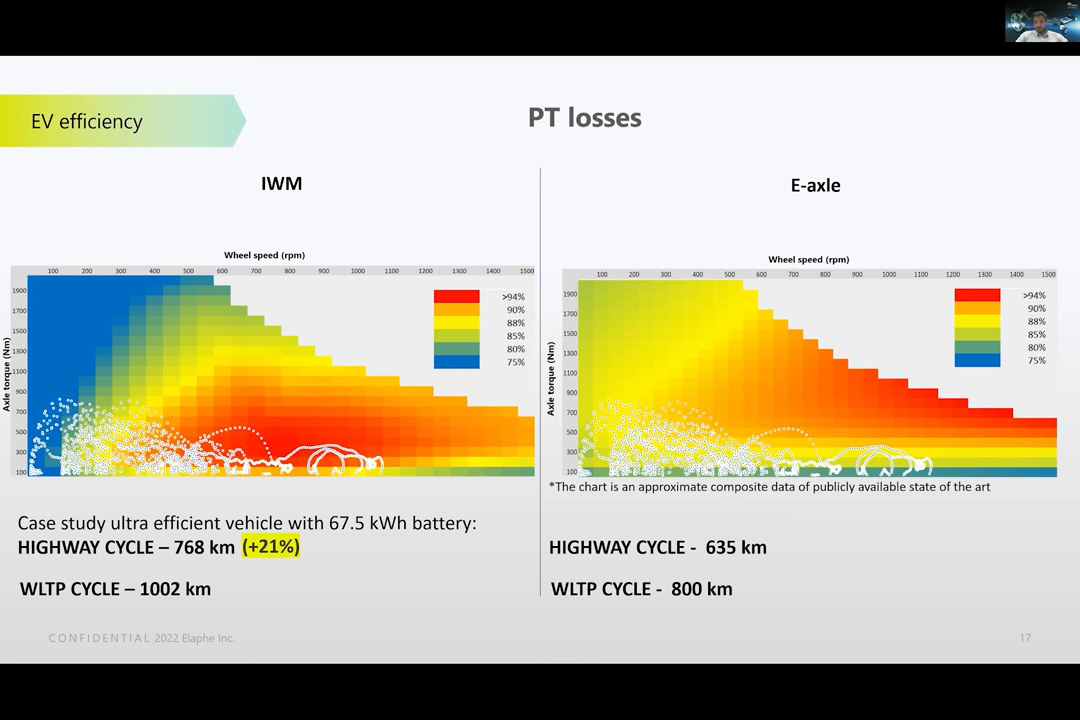 EV efficiency
PT losses
IWM
E-axle
Wheel speed (rpm)
100 200 300 400 500 600 700 800 900 1000 1100 1200 1300 1400 1500
Axle torque (Nm)
1900
1700
1500
1300
1100
900
700
500
300
100
>94%
90%
88%
85%
80%
75%
Wheel speed (rpm)
100 200 300 400 500 600 700 800 900 1000 1100 1200 1300 1400 1500
Axle torque (Nm)
1900
1700
1500
1300
1100
900
700
500
300
100
>94%
90%
88%
85%
80%
75%
*The chart is an approximate composite data of publicly available state of the art
Case study ultra efficient vehicle with 67.5 kWh battery:
HIGHWAY CYCLE – 768 km (+21%)
WLTP CYCLE – 1002 km
HIGHWAY CYCLE - 635 km
WLTP CYCLE - 800 km
CONFIDENTIAL 2022 Elaphe Inc.
17